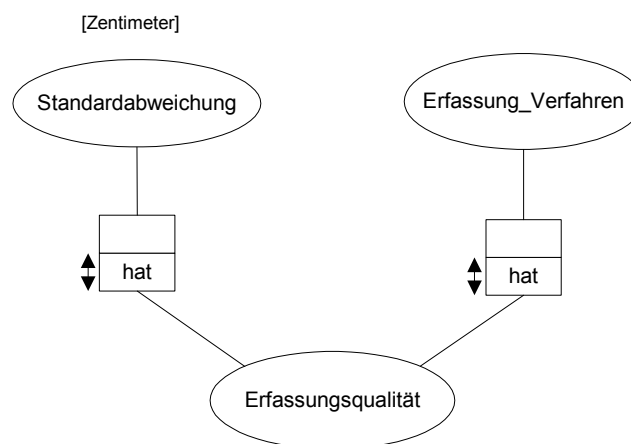 [Zentimeter]
Standardabweichung
Erfassung_Verfahren
hat
hat
Erfassungsqualität